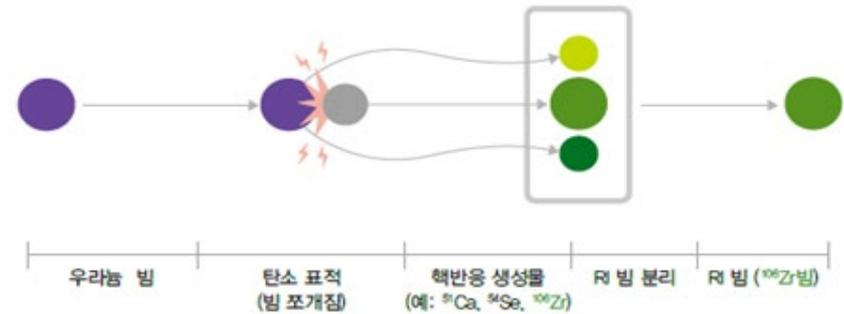 우라늄 빔
탄소 표적
(빔 쪼개짐)
핵반응 생성물
(예: ⁵¹Ca, ⁵⁴Se, ¹⁰⁶Zr)
RI 빔 분리
RI 빔 (¹⁰⁶Zr빔)